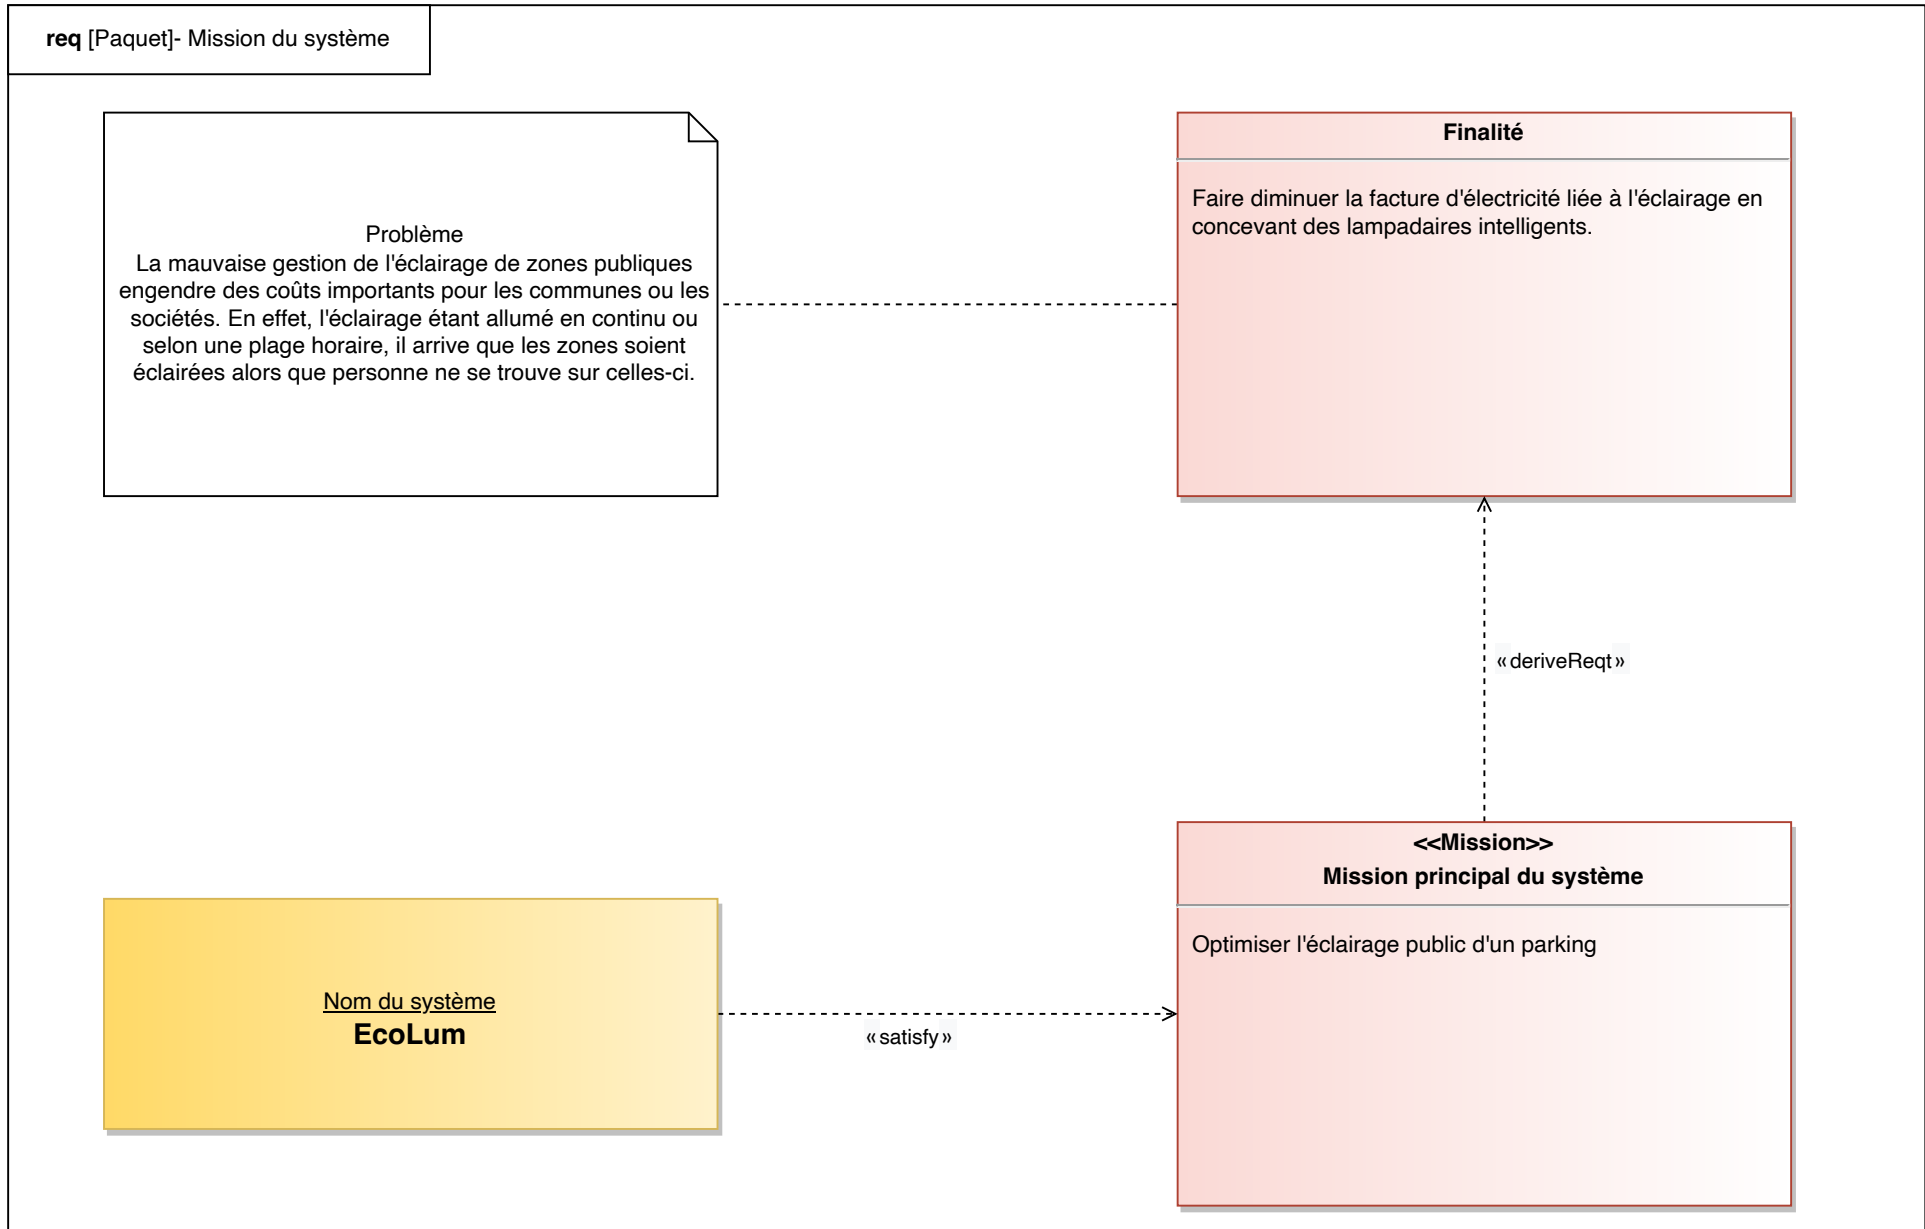 req [Paquet]- Mission du système
Problème
La mauvaise gestion de l'éclairage de zones publiques
engendre des coûts importants pour les communes ou les
sociétés. En effet, l'éclairage étant allumé en continu ou
selon une plage horaire, il arrive que les zones soient
éclairées alors que personne ne se trouve sur celles-ci.
Finalité
Faire diminuer la facture d'électricité liée à l'éclairage en
concevant des lampadaires intelligents.
«deriveReqt»
<<Mission>>
Mission principal du système
Optimiser l'éclairage public d'un parking
Nom du système
EcoLum
«satisfy»